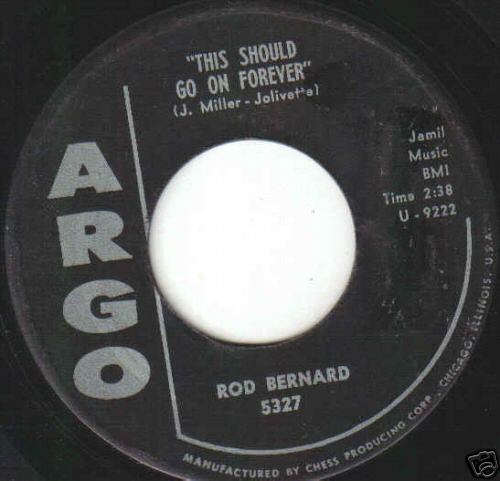 "THIS SHOULD
GO ON FOREVER"
(J. Miller - Jolivette)
Jamil
Music
BMI
Time 2:38
U - 9222
ARGO
ROD BERNARD
5327
MANUFACTURED BY CHESS PRODUCING CORP. CHICAGO, ILLINOIS, U.S.A.